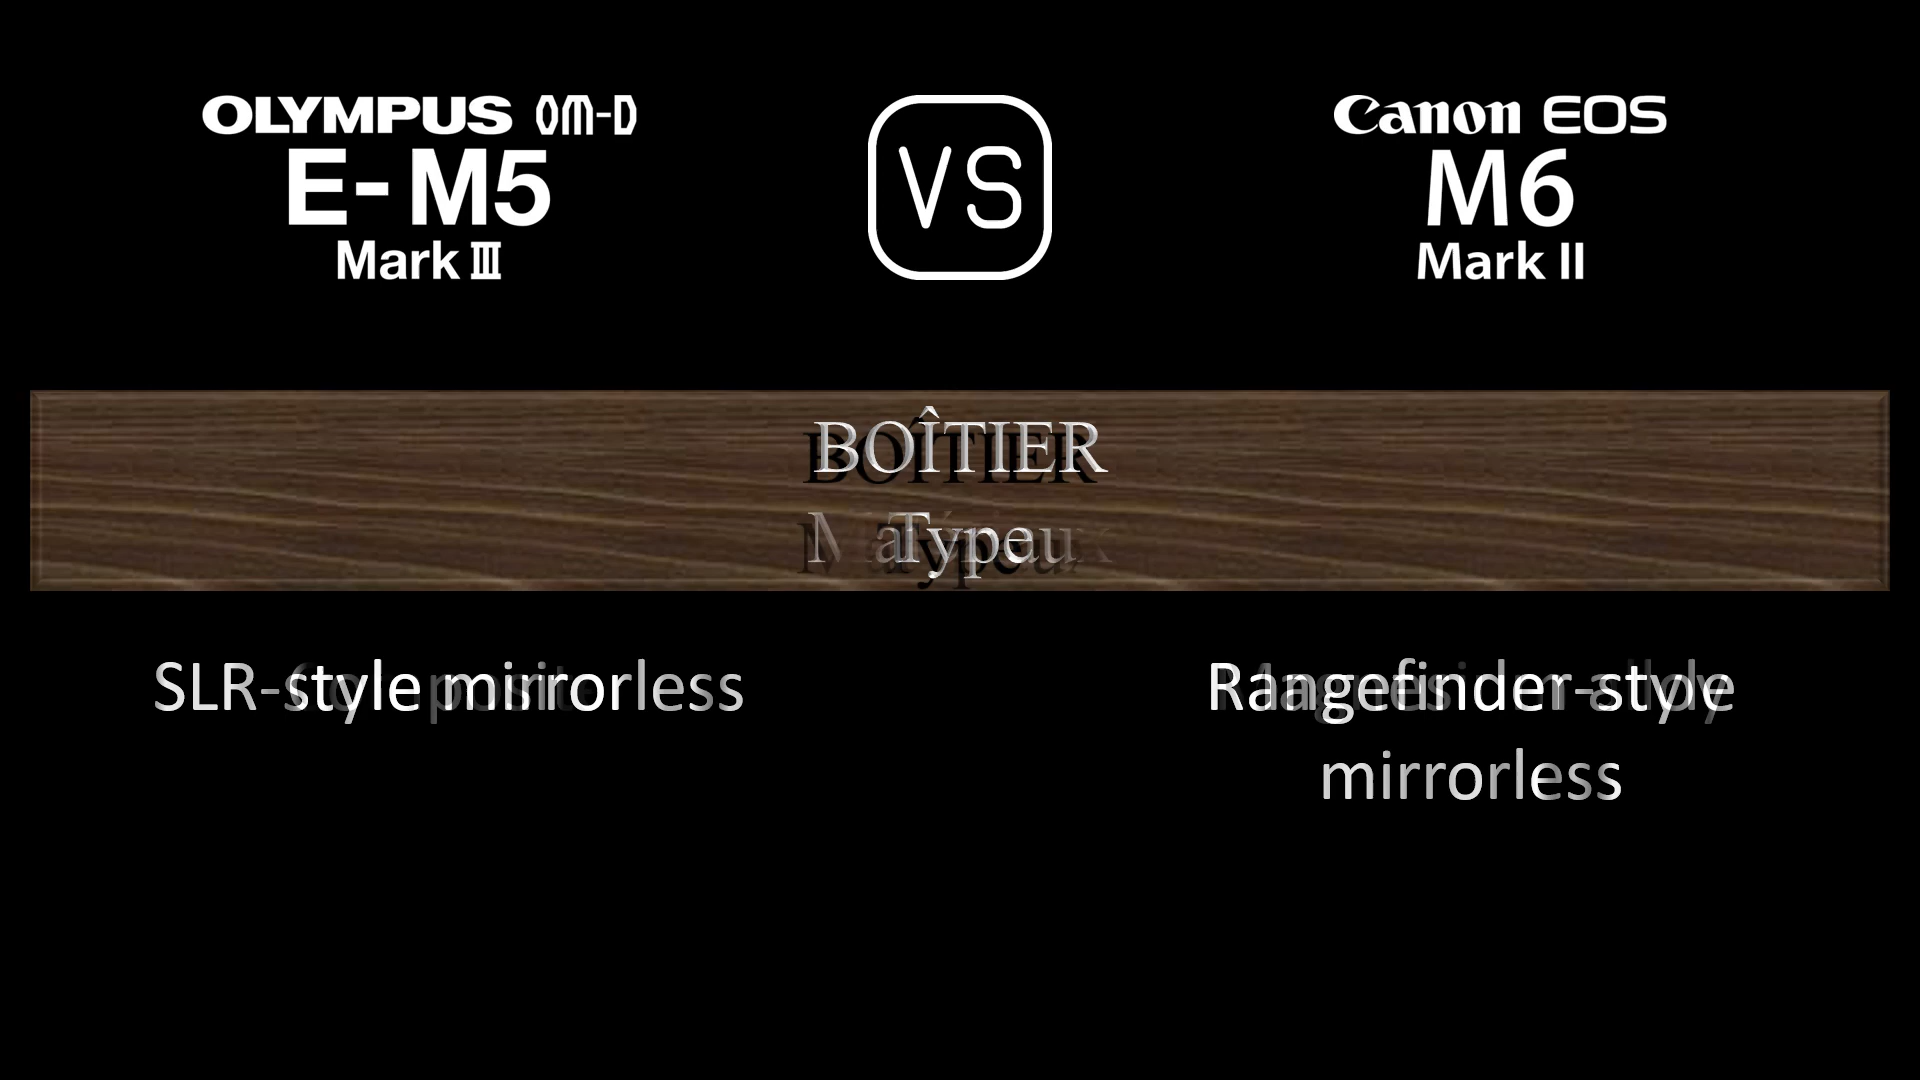 OLYMPUS OM-D
E-M5
Mark III
VS
Canon EOS
M6
Mark II
BOÎTIER
Type
SLR-style mirrorless
Rangefinder-style
mirrorless